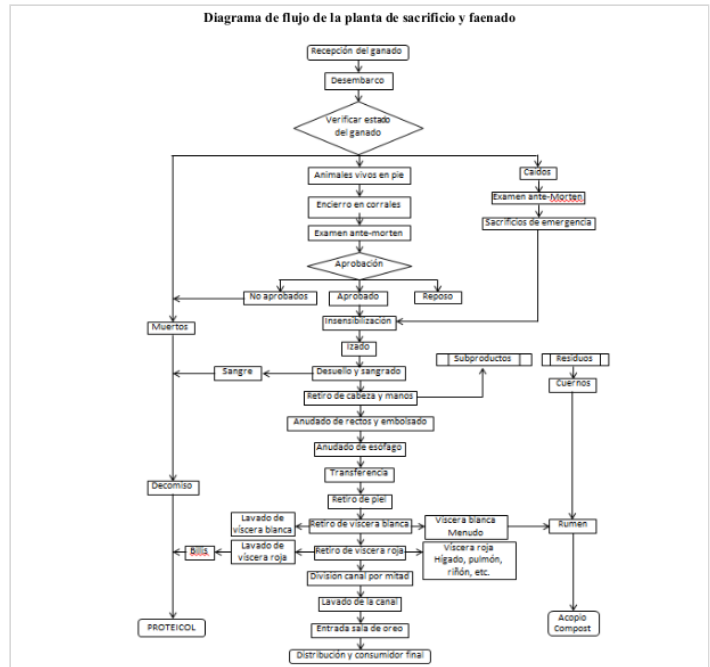 Diagrama de flujo de la planta de sacrificio y faenado
Recepción del ganado
Desembarco
Verificar estado
del ganado
Animales vivos en pie
Caídos
Encierro en corrales
Examen ante-Morten
Examen ante-morten
Sacrificios de emergencia
Aprobación
No aprobados
Aprobado
Reposo
Muertos
Insensibilización
Izado
Subproductos
Residuos
Sangre
Desuello y sangrado
Cuernos
Retiro de cabeza y manos
Anudado de rectos y embolsado
Anudado de esófago
Transferencia
Decomiso
Retiro de piel
Lavado de
víscera blanca
Retiro de víscera blanca
Víscera blanca
Menudo
Rumen
Bilis
Lavado de
víscera roja
Retiro de víscera roja
Víscera roja
Hígado, pulmón,
riñón, etc.
Division canal por mitad
Lavado de la canal
PROTEICOL
Entrada sala de oreo
Acopio
Compost
Distribución y consumidor final